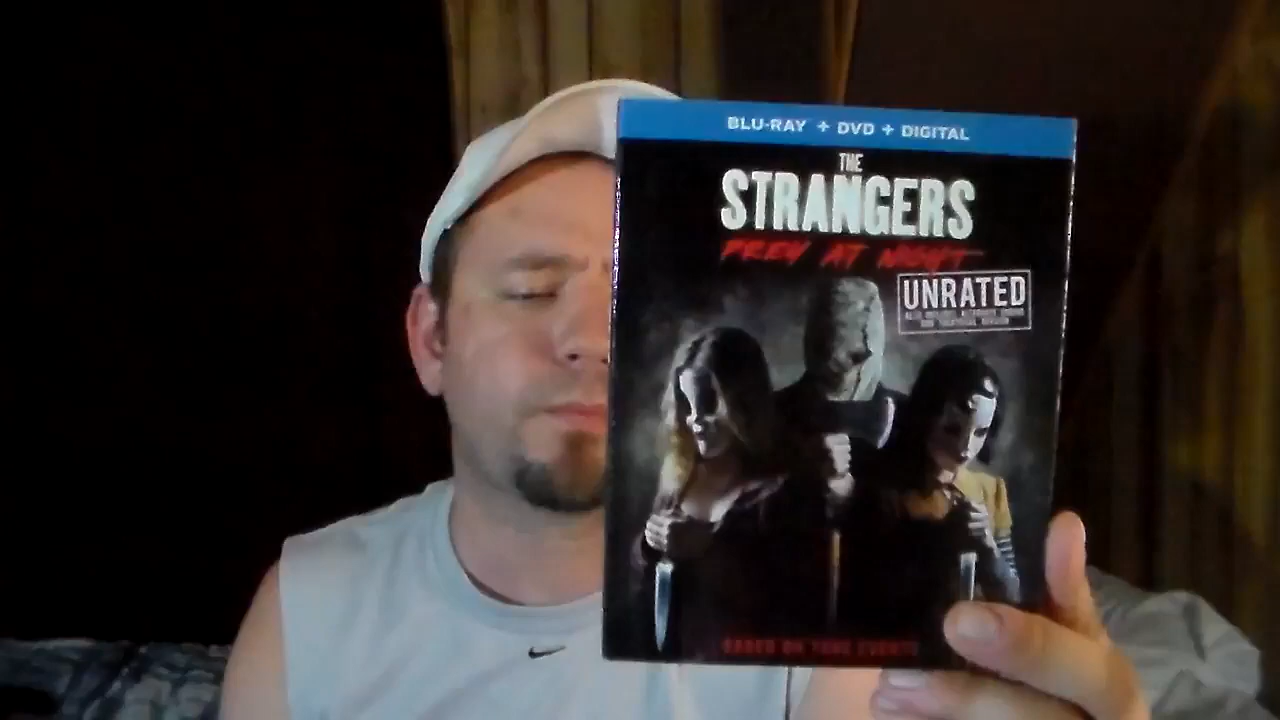 BLU-RAY + DVD + DIGITAL
THE
STRANGERS
PREY AT NIGHT
UNRATED
BASED ON TRUE EVENTS